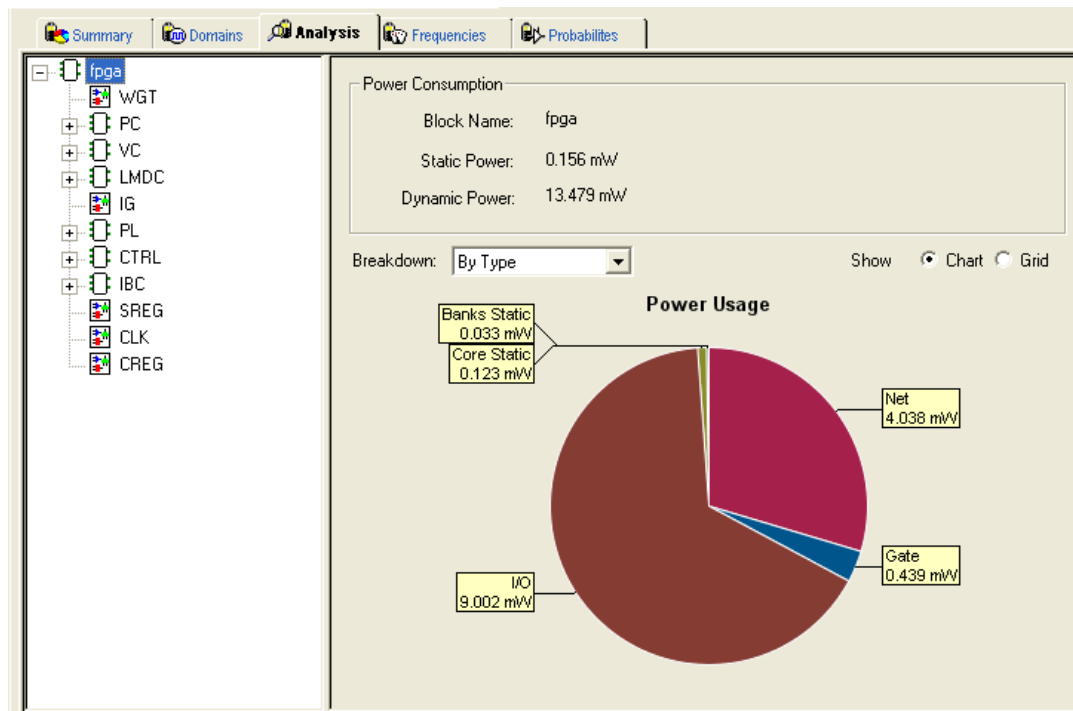 Summary Domains Analysis Frequencies Probabilites
fpga
WGT
PC
VC
LMDC
IG
PL
CTRL
IBC
SREG
CLK
CREG
Power Consumption
Block Name: fpga
Static Power: 0.156 mW
Dynamic Power: 13.479 mW
Breakdown: By Type Show Chart Grid
Power Usage
Banks Static
0.033 mW
Core Static
0.123 mW
Net
4.038 mW
Gate
0.439 mW
I/O
9.002 mW